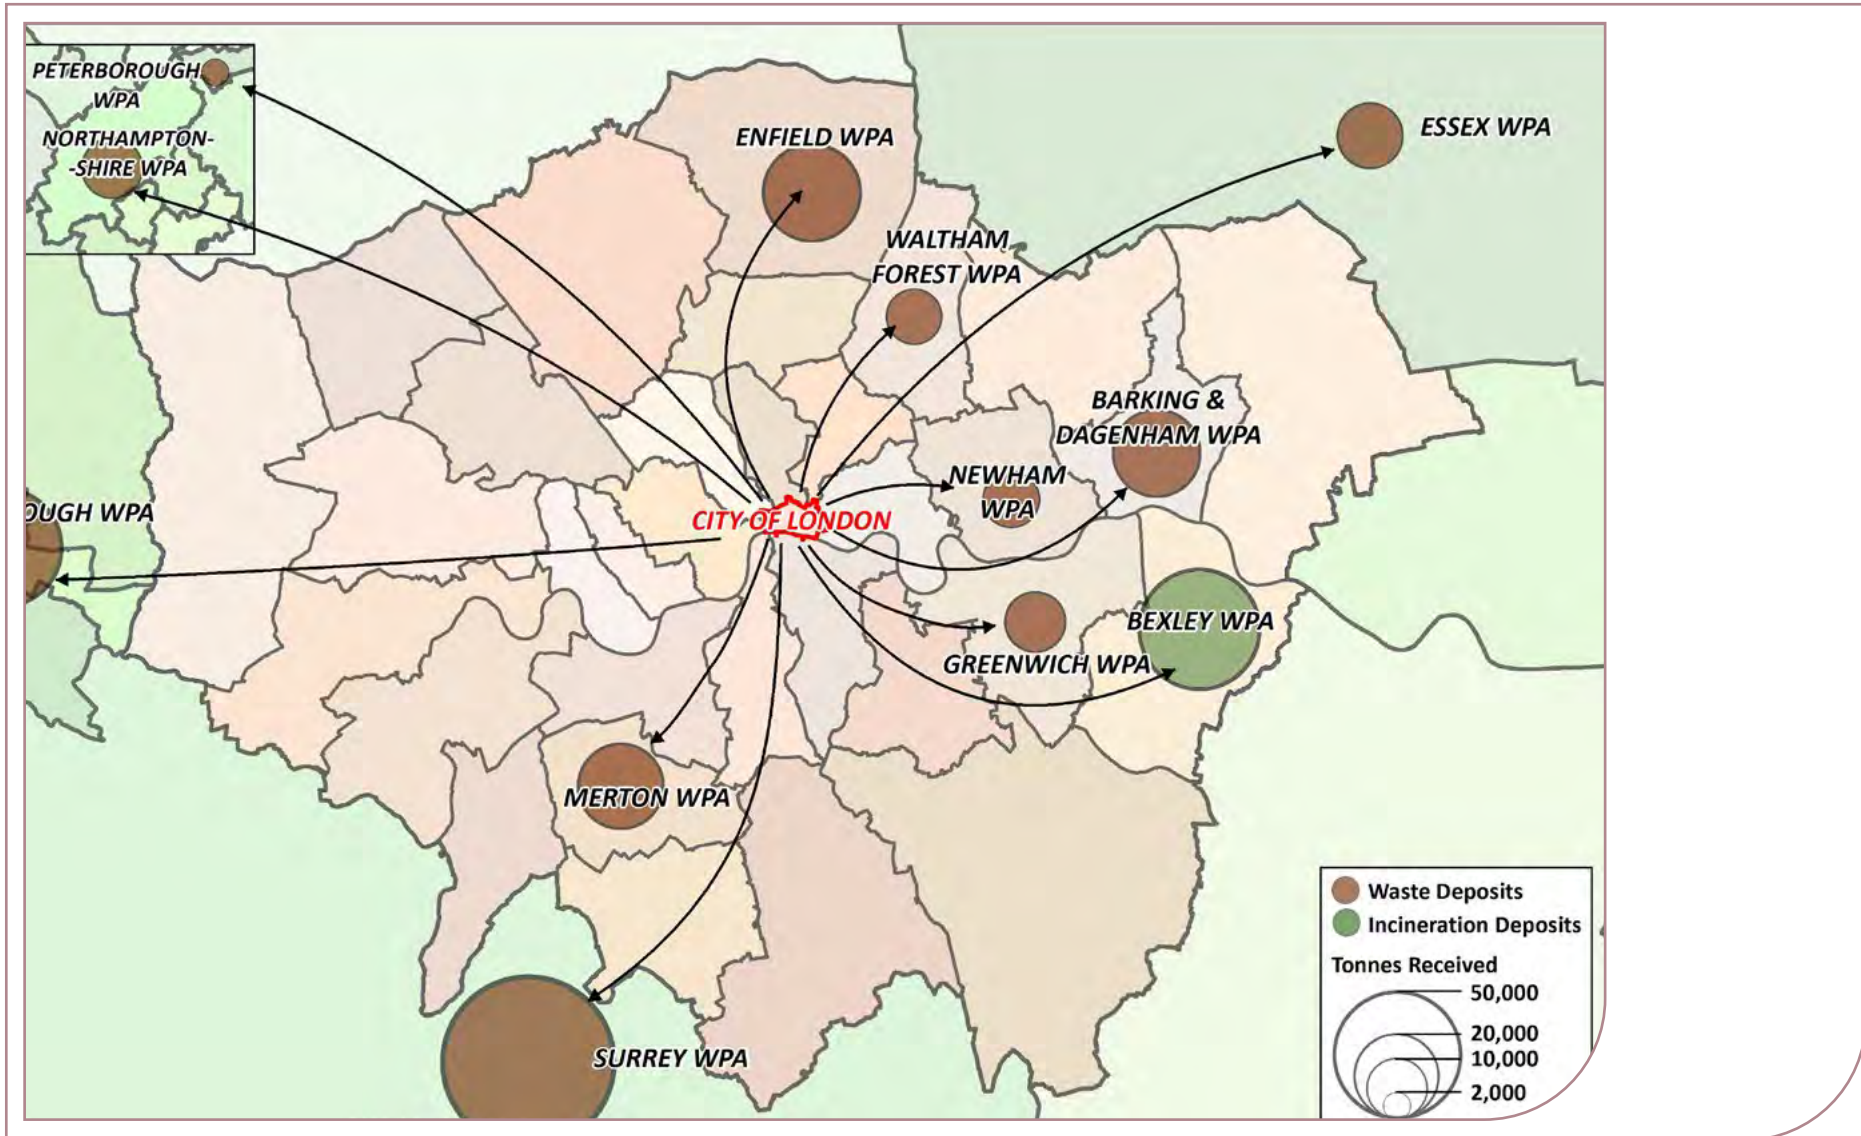 PETERBOROUGH
WPA
NORTHAMPTON-
-SHIRE WPA
ENFIELD WPA
ESSEX WPA
WALTHAM
FOREST WPA
BARKING &
DAGENHAM WPA
NEWHAM
WPA
OUGH WPA
CITY OF LONDON
BEXLEY WPA
GREENWICH WPA
MERTON WPA
SURREY WPA
Waste Deposits
Incineration Deposits
Tonnes Received
50,000
20,000
10,000
2,000